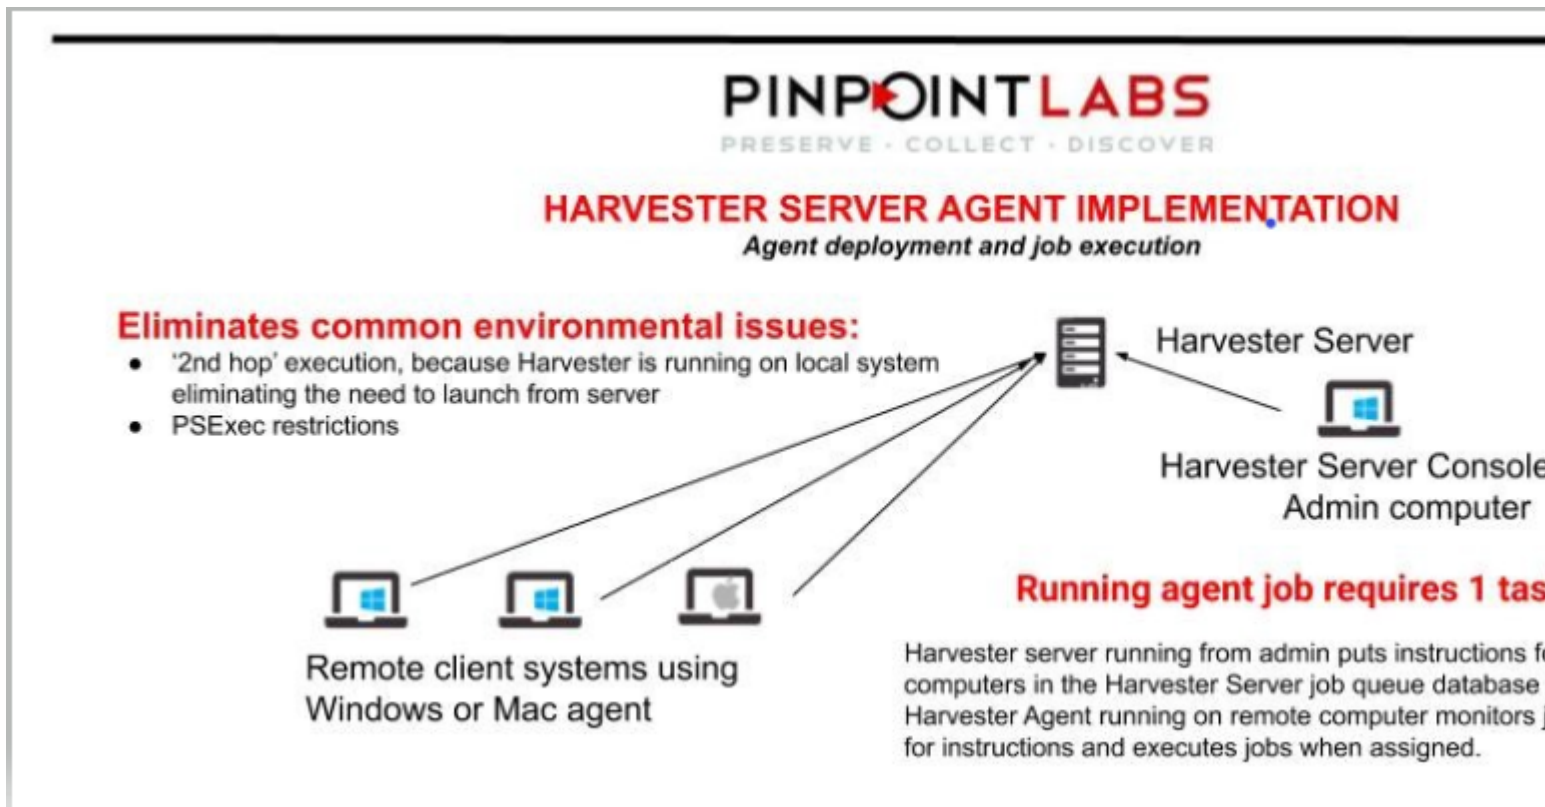 PINPOINTLABS
PRESERVE · COLLECT · DISCOVER
HARVESTER SERVER AGENT IMPLEMENTATION
Agent deployment and job execution
Eliminates common environmental issues:
● '2nd hop' execution, because Harvester is running on local system
eliminating the need to launch from server
● PSExec restrictions
Harvester Server
Harvester Server Console
Admin computer
Remote client systems using
Windows or Mac agent
Running agent job requires 1
Harvester server running from admin puts instructions
computers in the Harvester Server job queue database
Harvester Agent running on remote computer monitors
for instructions and executes jobs when assigned.